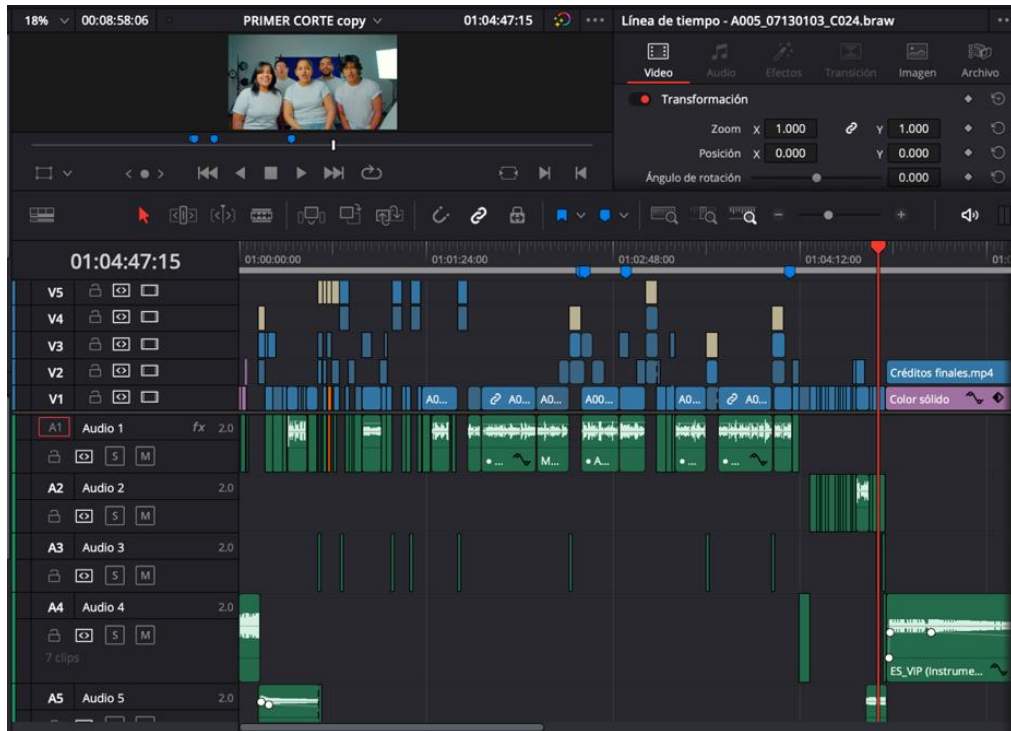 18% 00:08:58:06 PRIMER CORTE copy 01:04:47:15 Línea de tiempo - A005_07130103_C024.braw
Video Audio Efectos Transición Imagen Archivo
Transformación
Zoom X 1.000 Y 1.000
Posición X 0.000 Y 0.000
Ángulo de rotación 0.000
01:04:47:15 01:00:00:00 01:01:24:00 01:02:48:00 01:04:12:00
V5
V4
V3
V2 Créditos finales.mp4
V1 A0... A0... A0... A00... A0... A0... Color sólido
A1 Audio 1 fx 2.0
S M ... M... A... ... ...
A2 Audio 2 2.0
S M
A3 Audio 3 2.0
S M
A4 Audio 4 2.0
S M
7 clips ES_VIP (Instrume...
A5 Audio 5 2.0